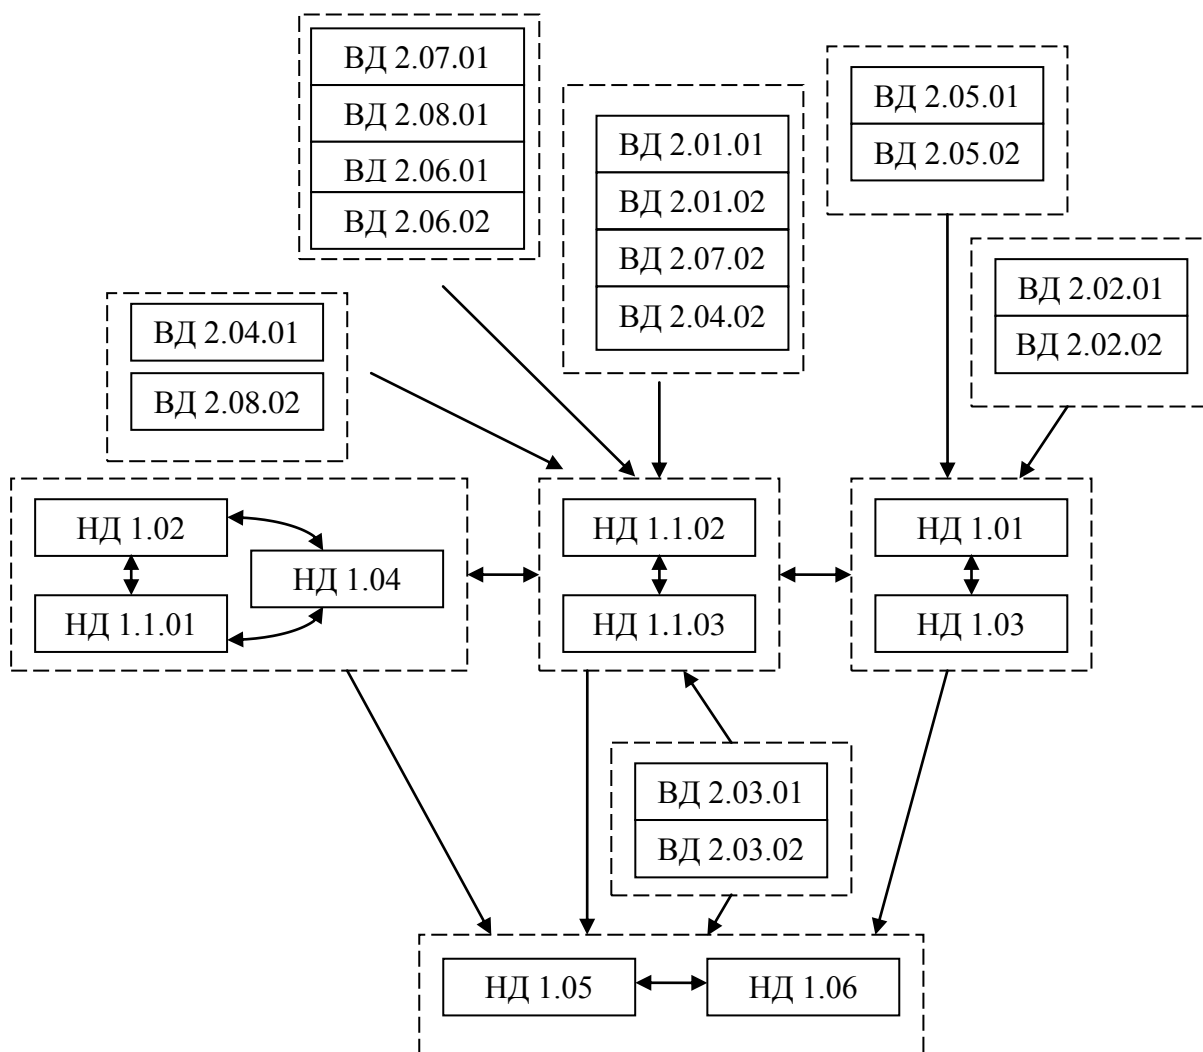 ВД 2.07.01
ВД 2.08.01
ВД 2.06.01
ВД 2.06.02
ВД 2.01.01
ВД 2.01.02
ВД 2.07.02
ВД 2.04.02
ВД 2.05.01
ВД 2.05.02
ВД 2.02.01
ВД 2.02.02
ВД 2.04.01
ВД 2.08.02
НД 1.02
НД 1.04
НД 1.1.01
НД 1.1.02
НД 1.1.03
НД 1.01
НД 1.03
ВД 2.03.01
ВД 2.03.02
НД 1.05
НД 1.06